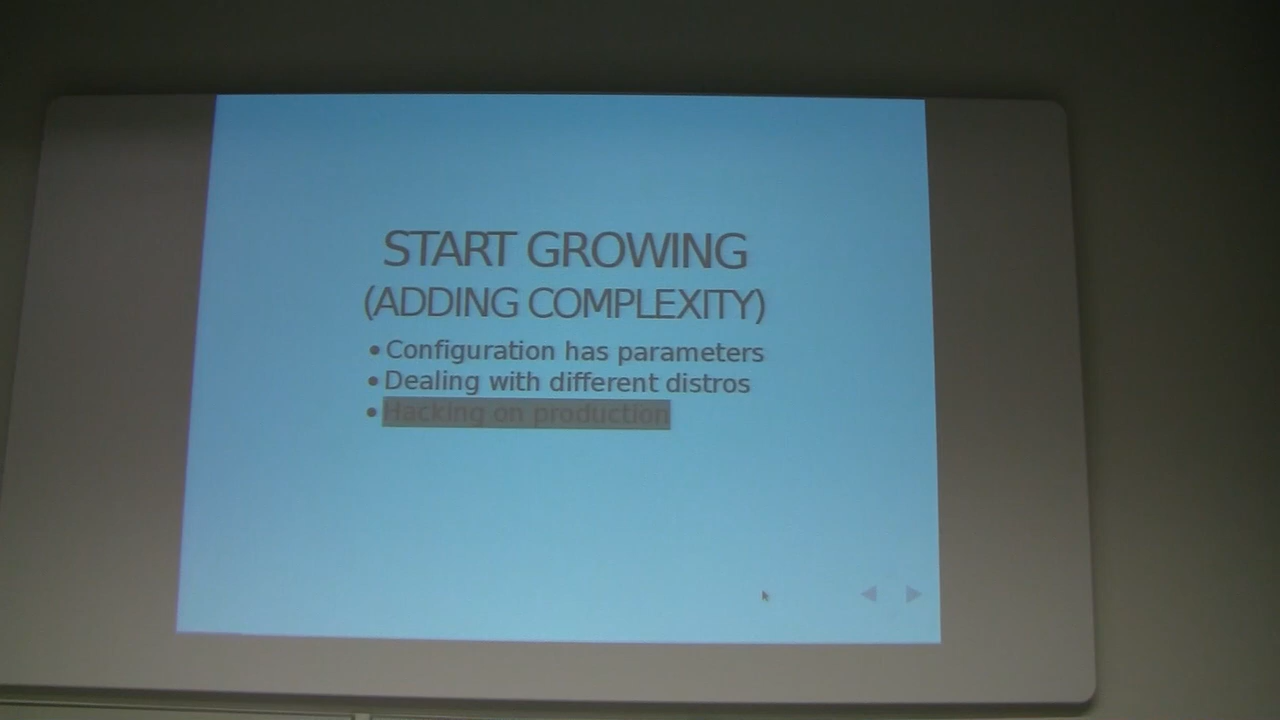 START GROWING
(ADDING COMPLEXITY)
• Configuration has parameters
• Dealing with different distros
• Hacking on production